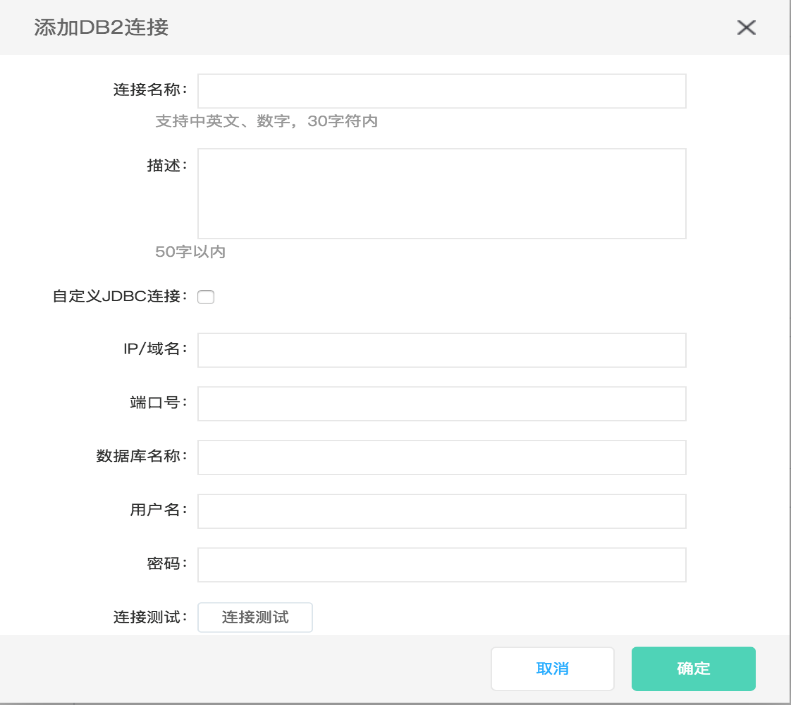 添加DB2连接
连接名称：
支持中英文、数字，30字符内
描述：
50字以内
自定义JDBC连接：
IP/域名：
端口号：
数据库名称：
用户名：
密码：
连接测试： 连接测试
取消 确定